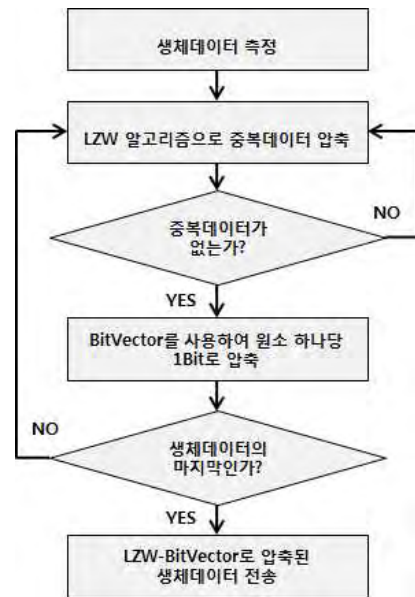 생체데이터 측정
LZW 알고리즘으로 중복데이터 압축
중복데이터가
없는가?
NO
YES
BitVector를 사용하여 원소 하나당
1Bit로 압축
NO
생체데이터의
마지막인가?
YES
LZW-BitVector로 압축된
생체데이터 전송